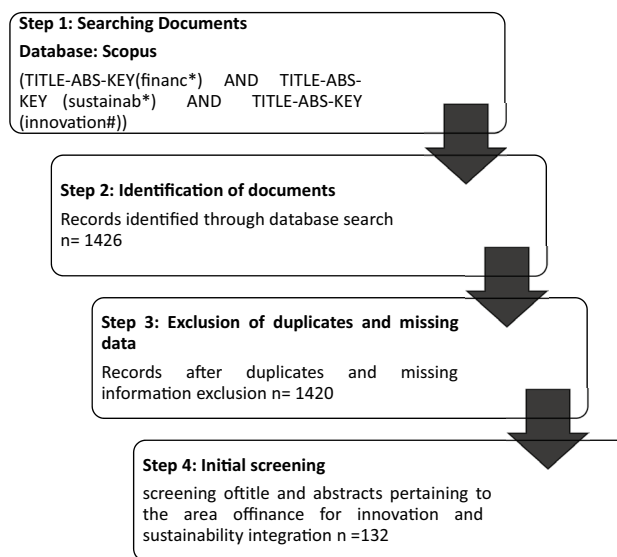 Step 1: Searching Documents
Database: Scopus
(TITLE-ABS-KEY(financ*) AND TITLE-ABS-
KEY (sustainab*) AND TITLE-ABS-KEY
(innovation#))
Step 2: Identification of documents
Records identified through database search
n= 1426
Step 3: Exclusion of duplicates and missing
data
Records after duplicates and missing
information exclusion n= 1420
Step 4: Initial screening
screening oftitle and abstracts pertaining to
the area offinance for innovation and
sustainability integration n =132